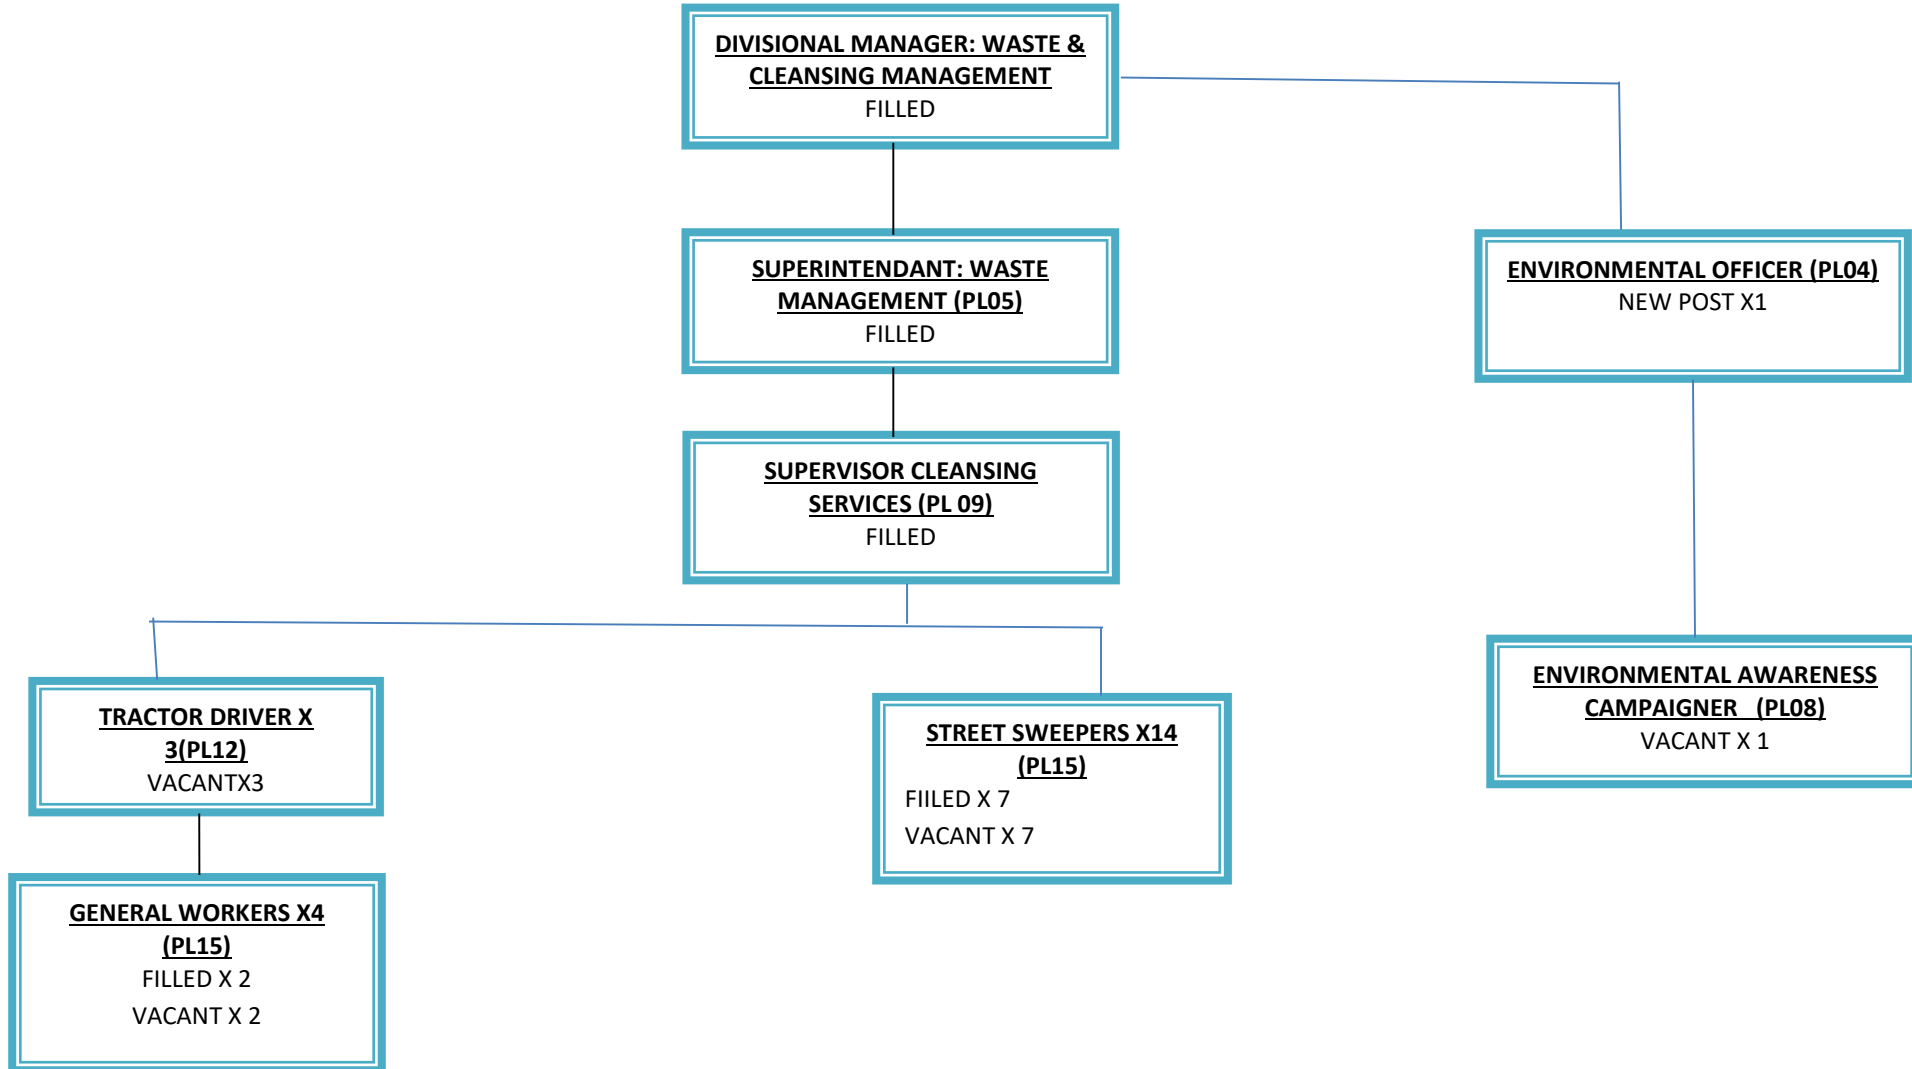 DIVISIONAL MANAGER: WASTE &
CLEANSING MANAGEMENT
FILLED
SUPERINTENDANT: WASTE
MANAGEMENT (PL05)
FILLED
ENVIRONMENTAL OFFICER (PL04)
NEW POST X1
SUPERVISOR CLEANSING
SERVICES (PL 09)
FILLED
TRACTOR DRIVER X
3(PL12)
VACANTX3
STREET SWEEPERS X14
(PL15)
FIILED X 7
VACANT X 7
ENVIRONMENTAL AWARENESS
CAMPAIGNER (PL08)
VACANT X 1
GENERAL WORKERS X4
(PL15)
FILLED X 2
VACANT X 2